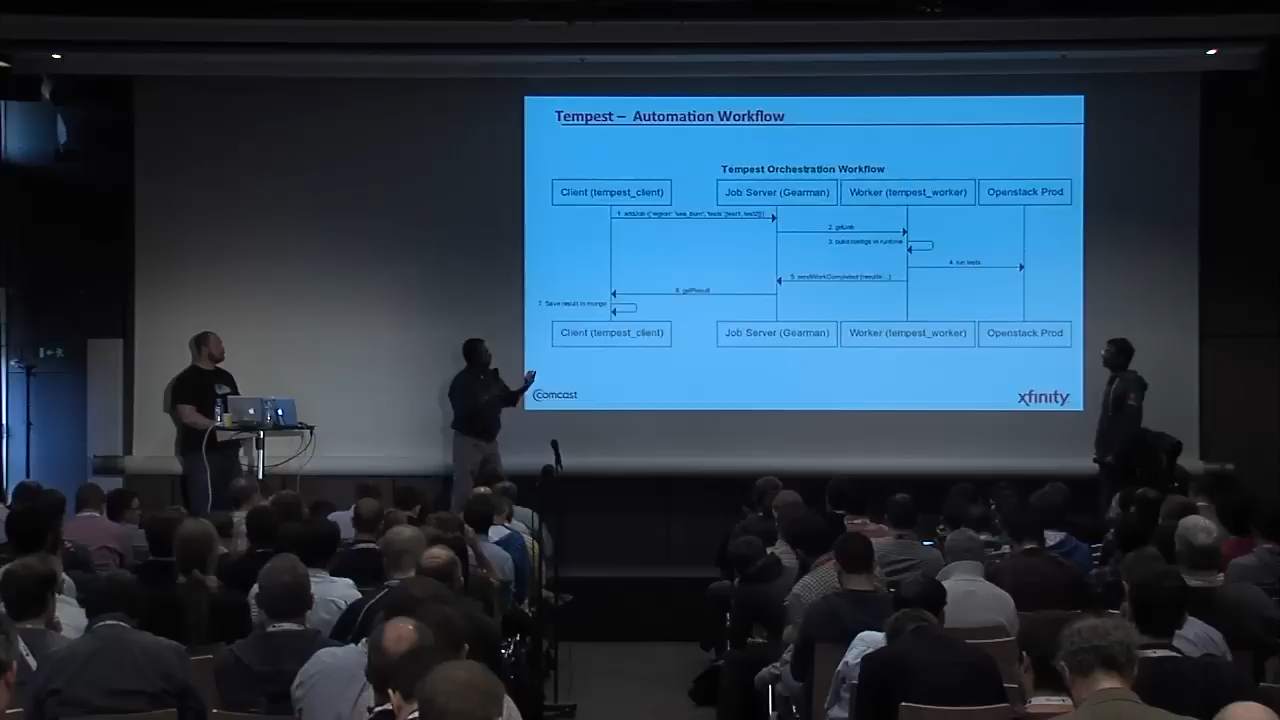 Tempest – Automation Workflow
Tempest Orchestration Workflow
Client (tempest_client)
Job Server (Gearman)
Worker (tempest_worker)
Openstack Prod
2. getJob
3. build configs in runtime
4. run tests
6. getResult
7. Save result in mongo
Client (tempest_client)
Job Server (Gearman)
Worker (tempest_worker)
Openstack Prod
comcast
xfinity